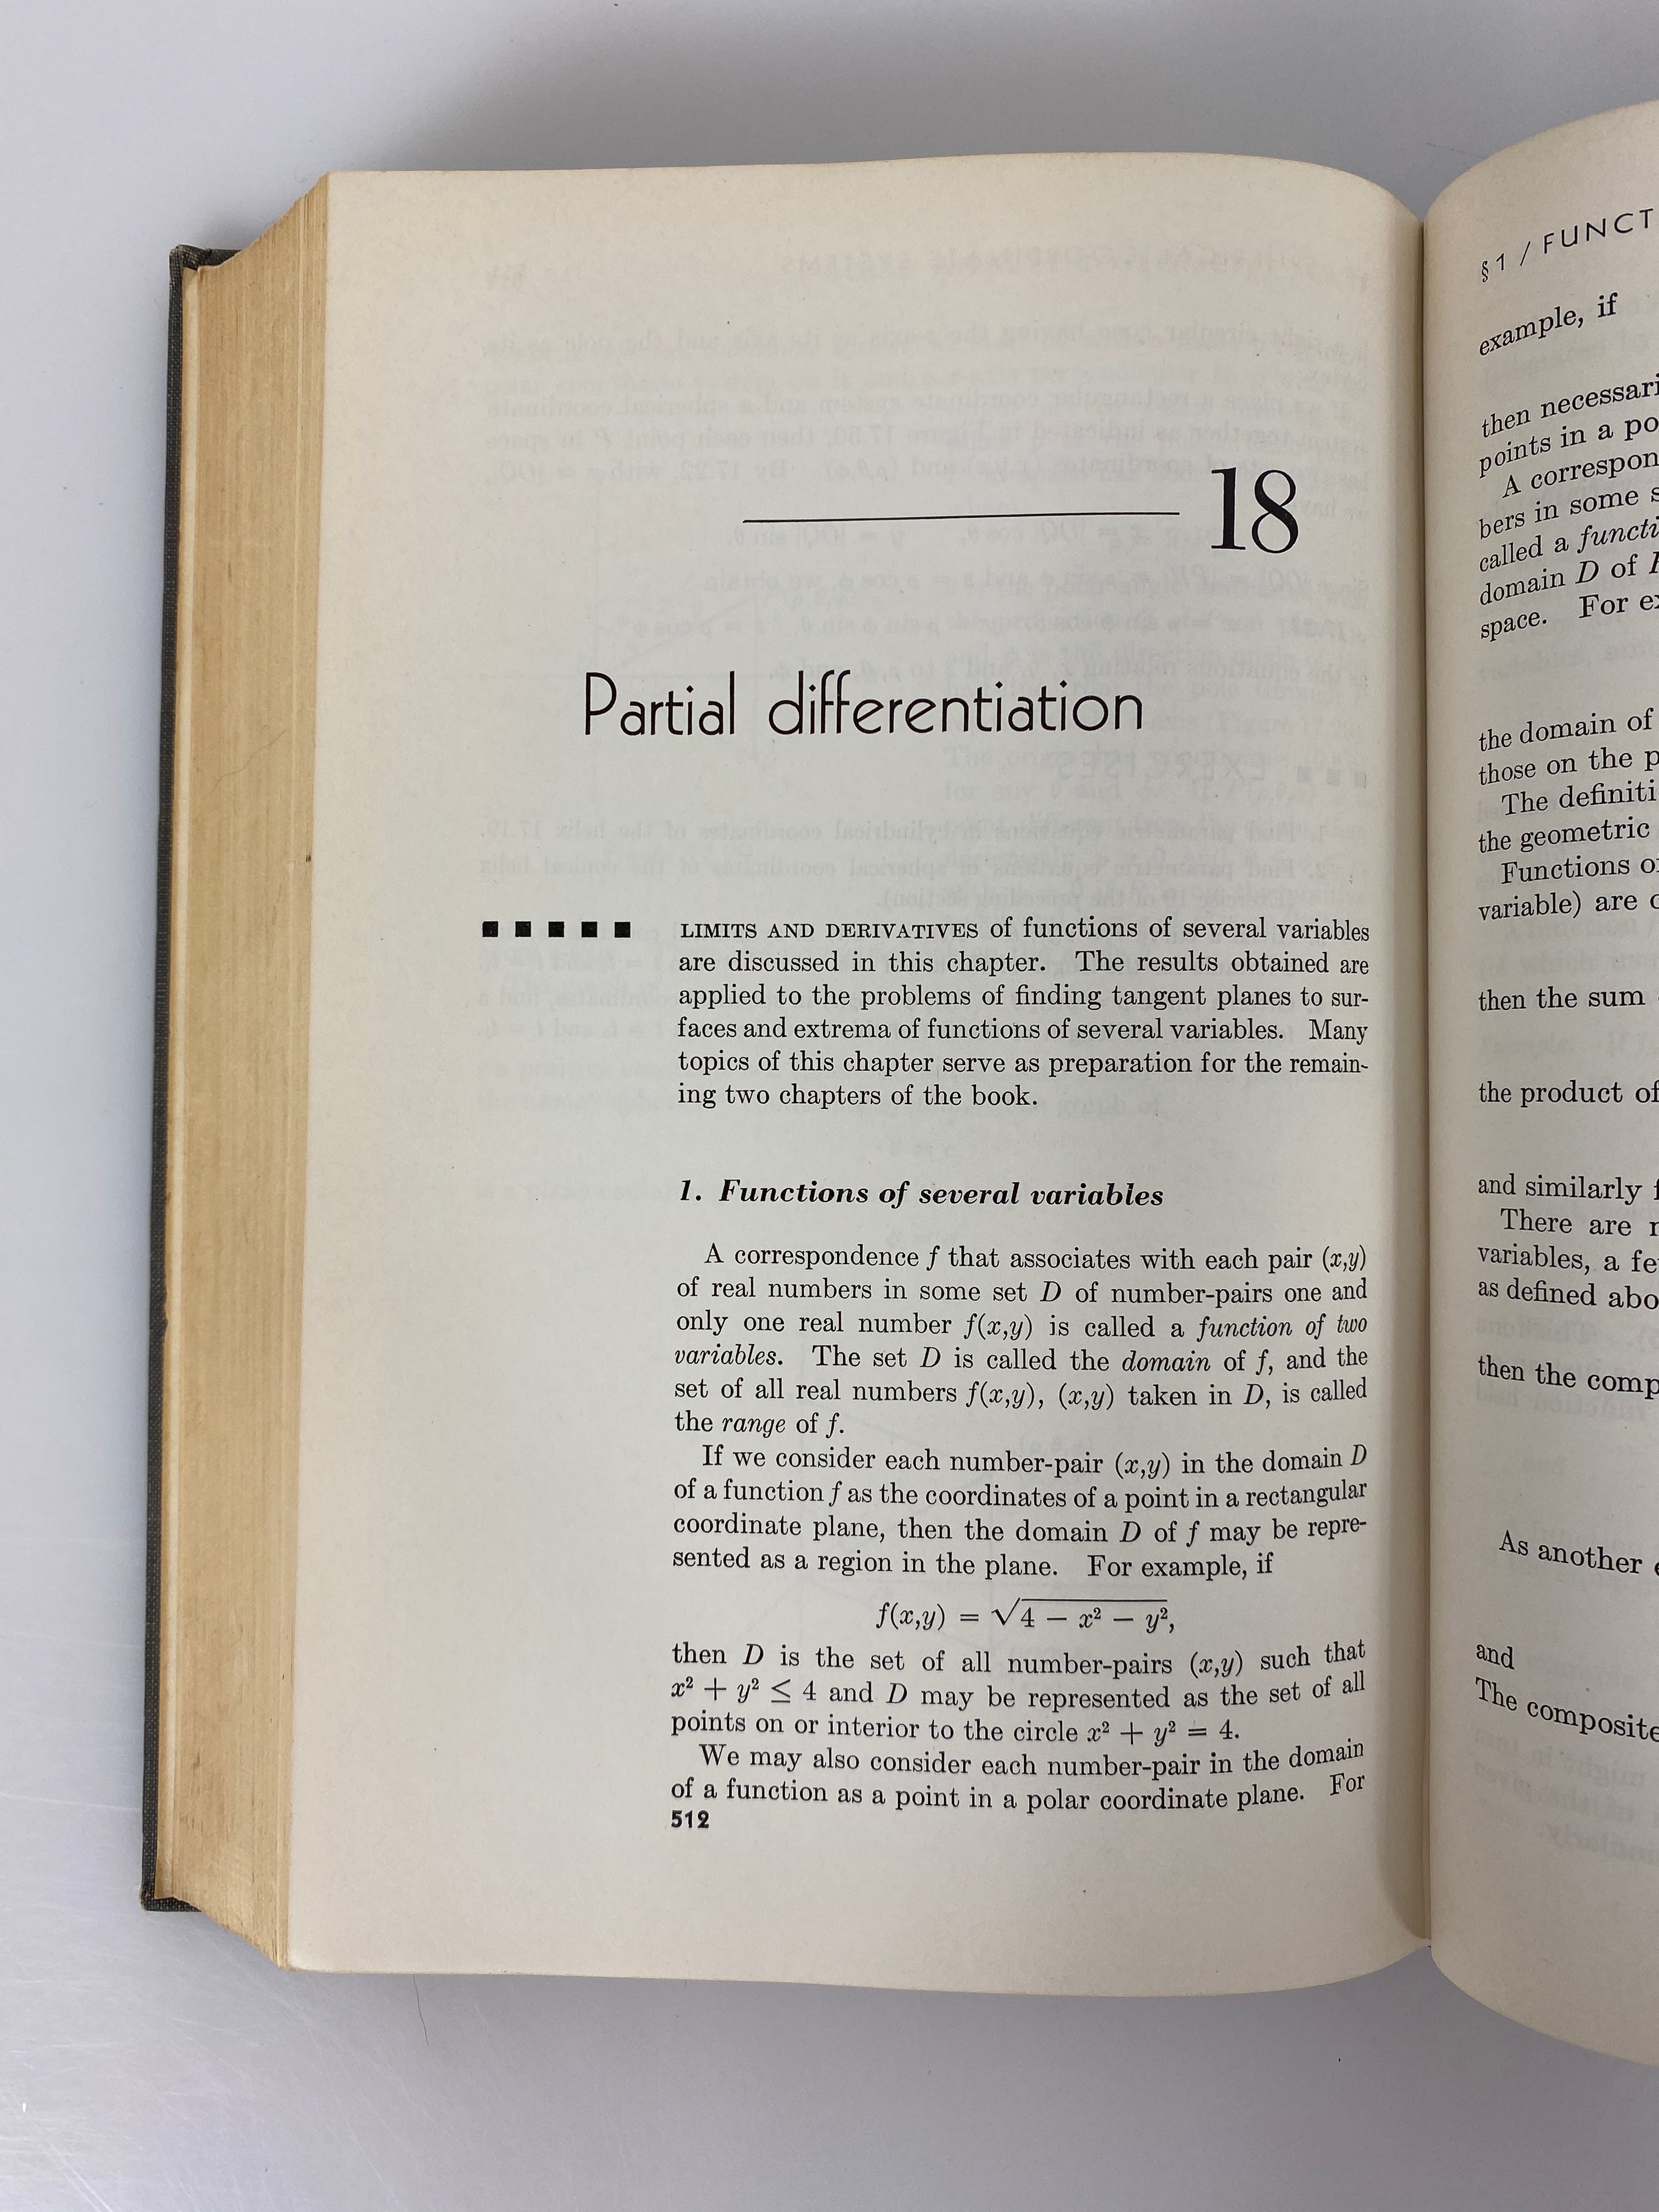 18
Partial differentiation
LIMITS AND DERIVATIVES of functions of several variables
are discussed in this chapter. The results obtained are
applied to the problems of finding tangent planes to sur-
faces and extrema of functions of several variables. Many
topics of this chapter serve as preparation for the remain-
ing two chapters of the book.
1. Functions of several variables
A correspondence f that associates with each pair (x,y)
of real numbers in some set D of number-pairs one and
only one real number f(x,y) is called a function of two
variables. The set D is called the domain of f, and the
set of all real numbers f(x,y), (x,y) taken in D, is called
the range of f.
If we consider each number-pair (x,y) in the domain D
of a function f as the coordinates of a point in a rectangular
coordinate plane, then the domain D of f may be repre-
sented as a region in the plane. For example, if
f(x,y) = √4 − x² − y²,
then D is the set of all number-pairs (x,y) such that
x² + y² ≤ 4 and D may be represented as the set of all
points on or interior to the circle x² + y² = 4.
We may also consider each number-pair in the domain
of a function as a point in a polar coordinate plane. For
512
§1 / FUNCT
example, if
then necessari
points in a po
A correspon
bers in some s
called a functi
domain D of
space. For ex
the domain of
those on the p
The definiti
the geometric
Functions of
variable) are c
then the sum
the product of
and similarly f
There are
variables, a fe
as defined abo
then the comp
As another e
and
The composite